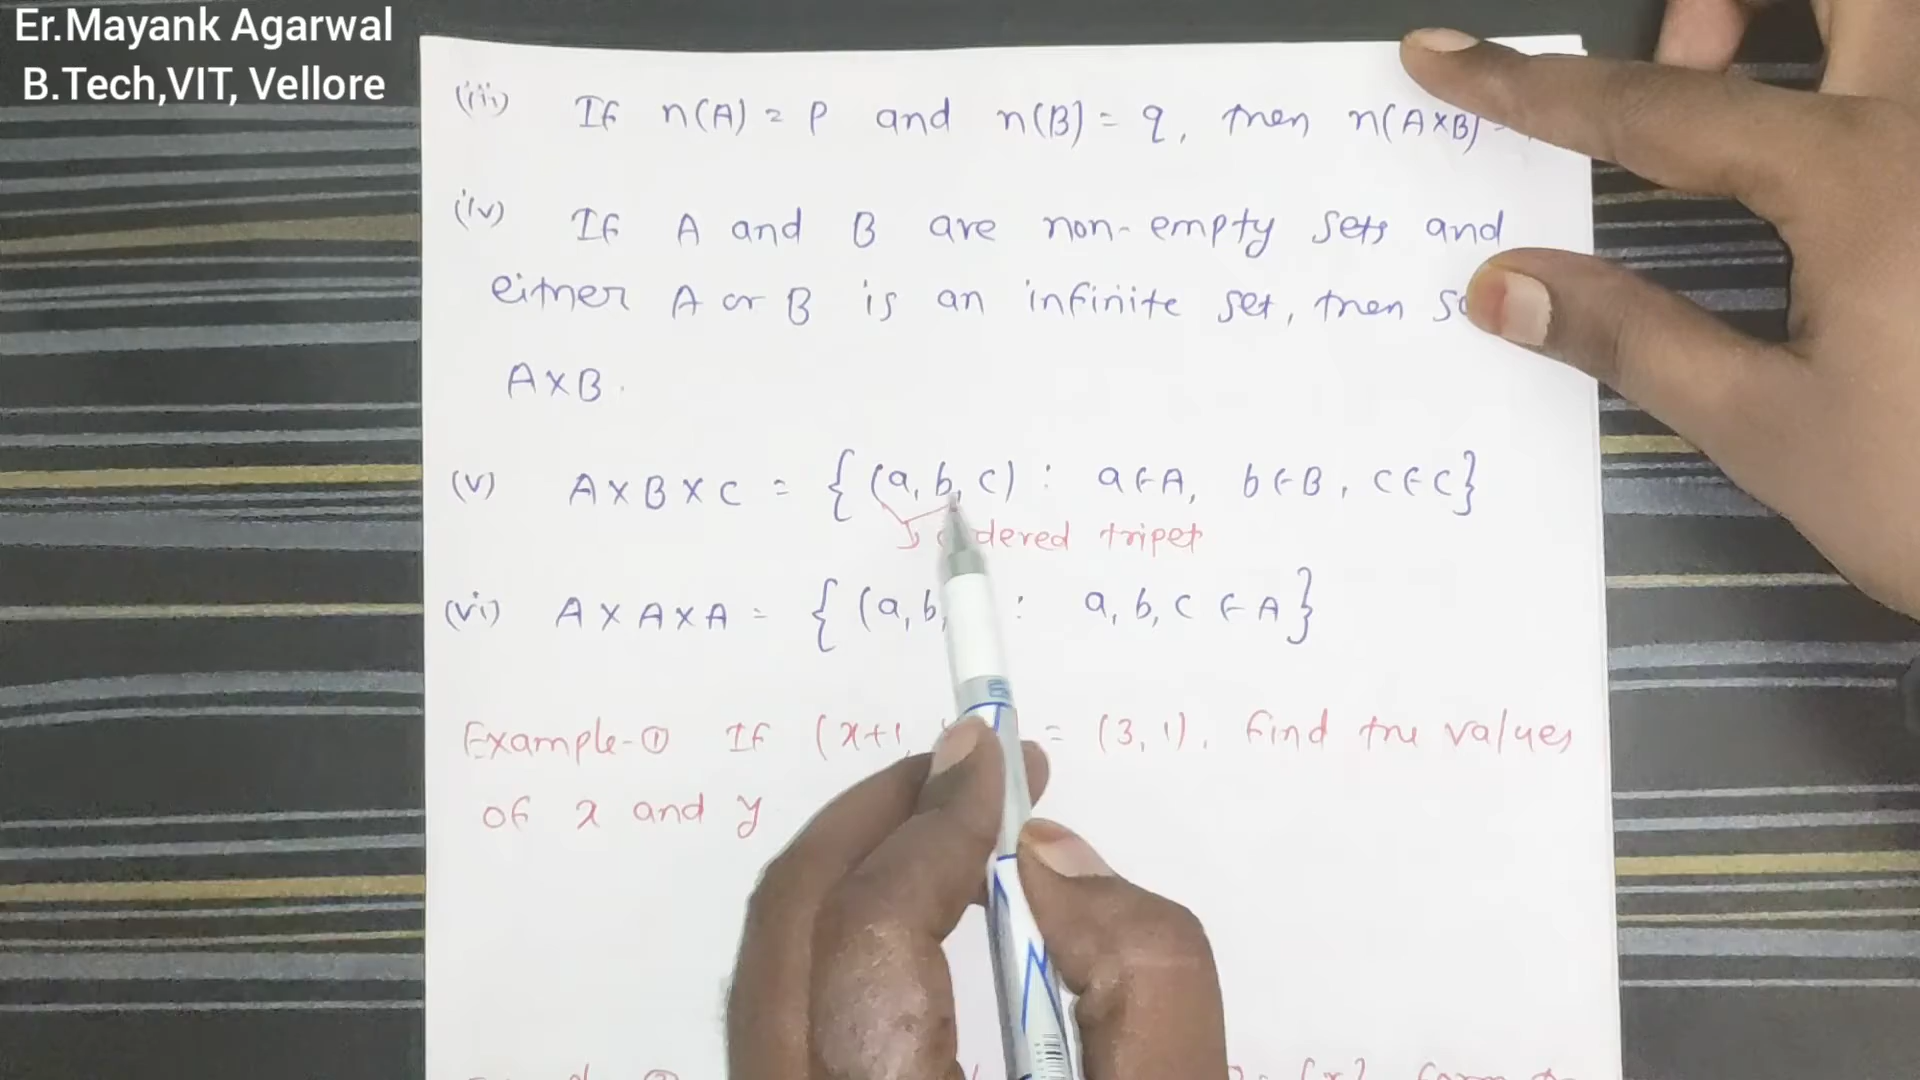 Er.Mayank Agarwal
B.Tech,VIT, Vellore
(iii) If n(A) = P and n(B) = q, then n(A×B) =
(iv) If A and B are non-empty sets and
either A or B is an infinite set, then so
A×B.
(v) A×B×C = {(a,b,c) : a∈A, b∈B, c∈C}
ordered tripet
(vi) A×A×A = {(a,b, : a,b,c ∈ A}
Example-① If (x+1, = (3,1), Find the values
of x and y